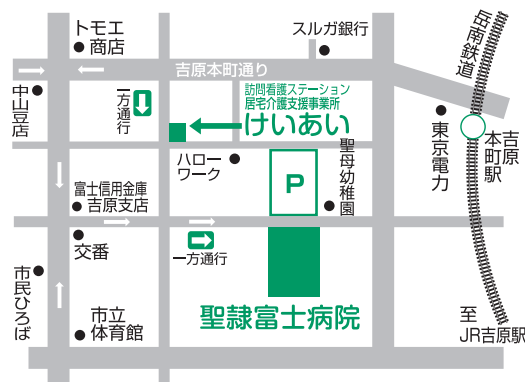 トモエ
商店
スルガ銀行
岳南鉄道
吉原本町通り
中山豆店
一方通行
訪問看護ステーション
居宅介護支援事業所
けいあい
東京電力
吉原
本町駅
ハロー
ワーク
聖母幼稚園
P
富士信用金庫
吉原支店
交番
一方通行
市民ひろば
市立
体育館
聖隷富士病院
至
JR吉原駅